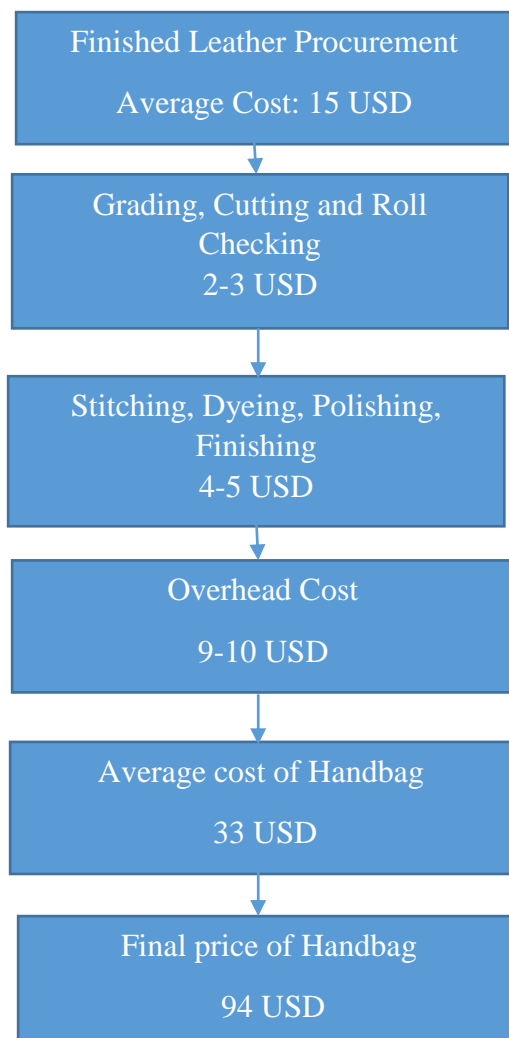 Finished Leather Procurement
Average Cost: 15 USD
Grading, Cutting and Roll
Checking
2-3 USD
Stitching, Dyeing, Polishing,
Finishing
4-5 USD
Overhead Cost
9-10 USD
Average cost of Handbag
33 USD
Final price of Handbag
94 USD